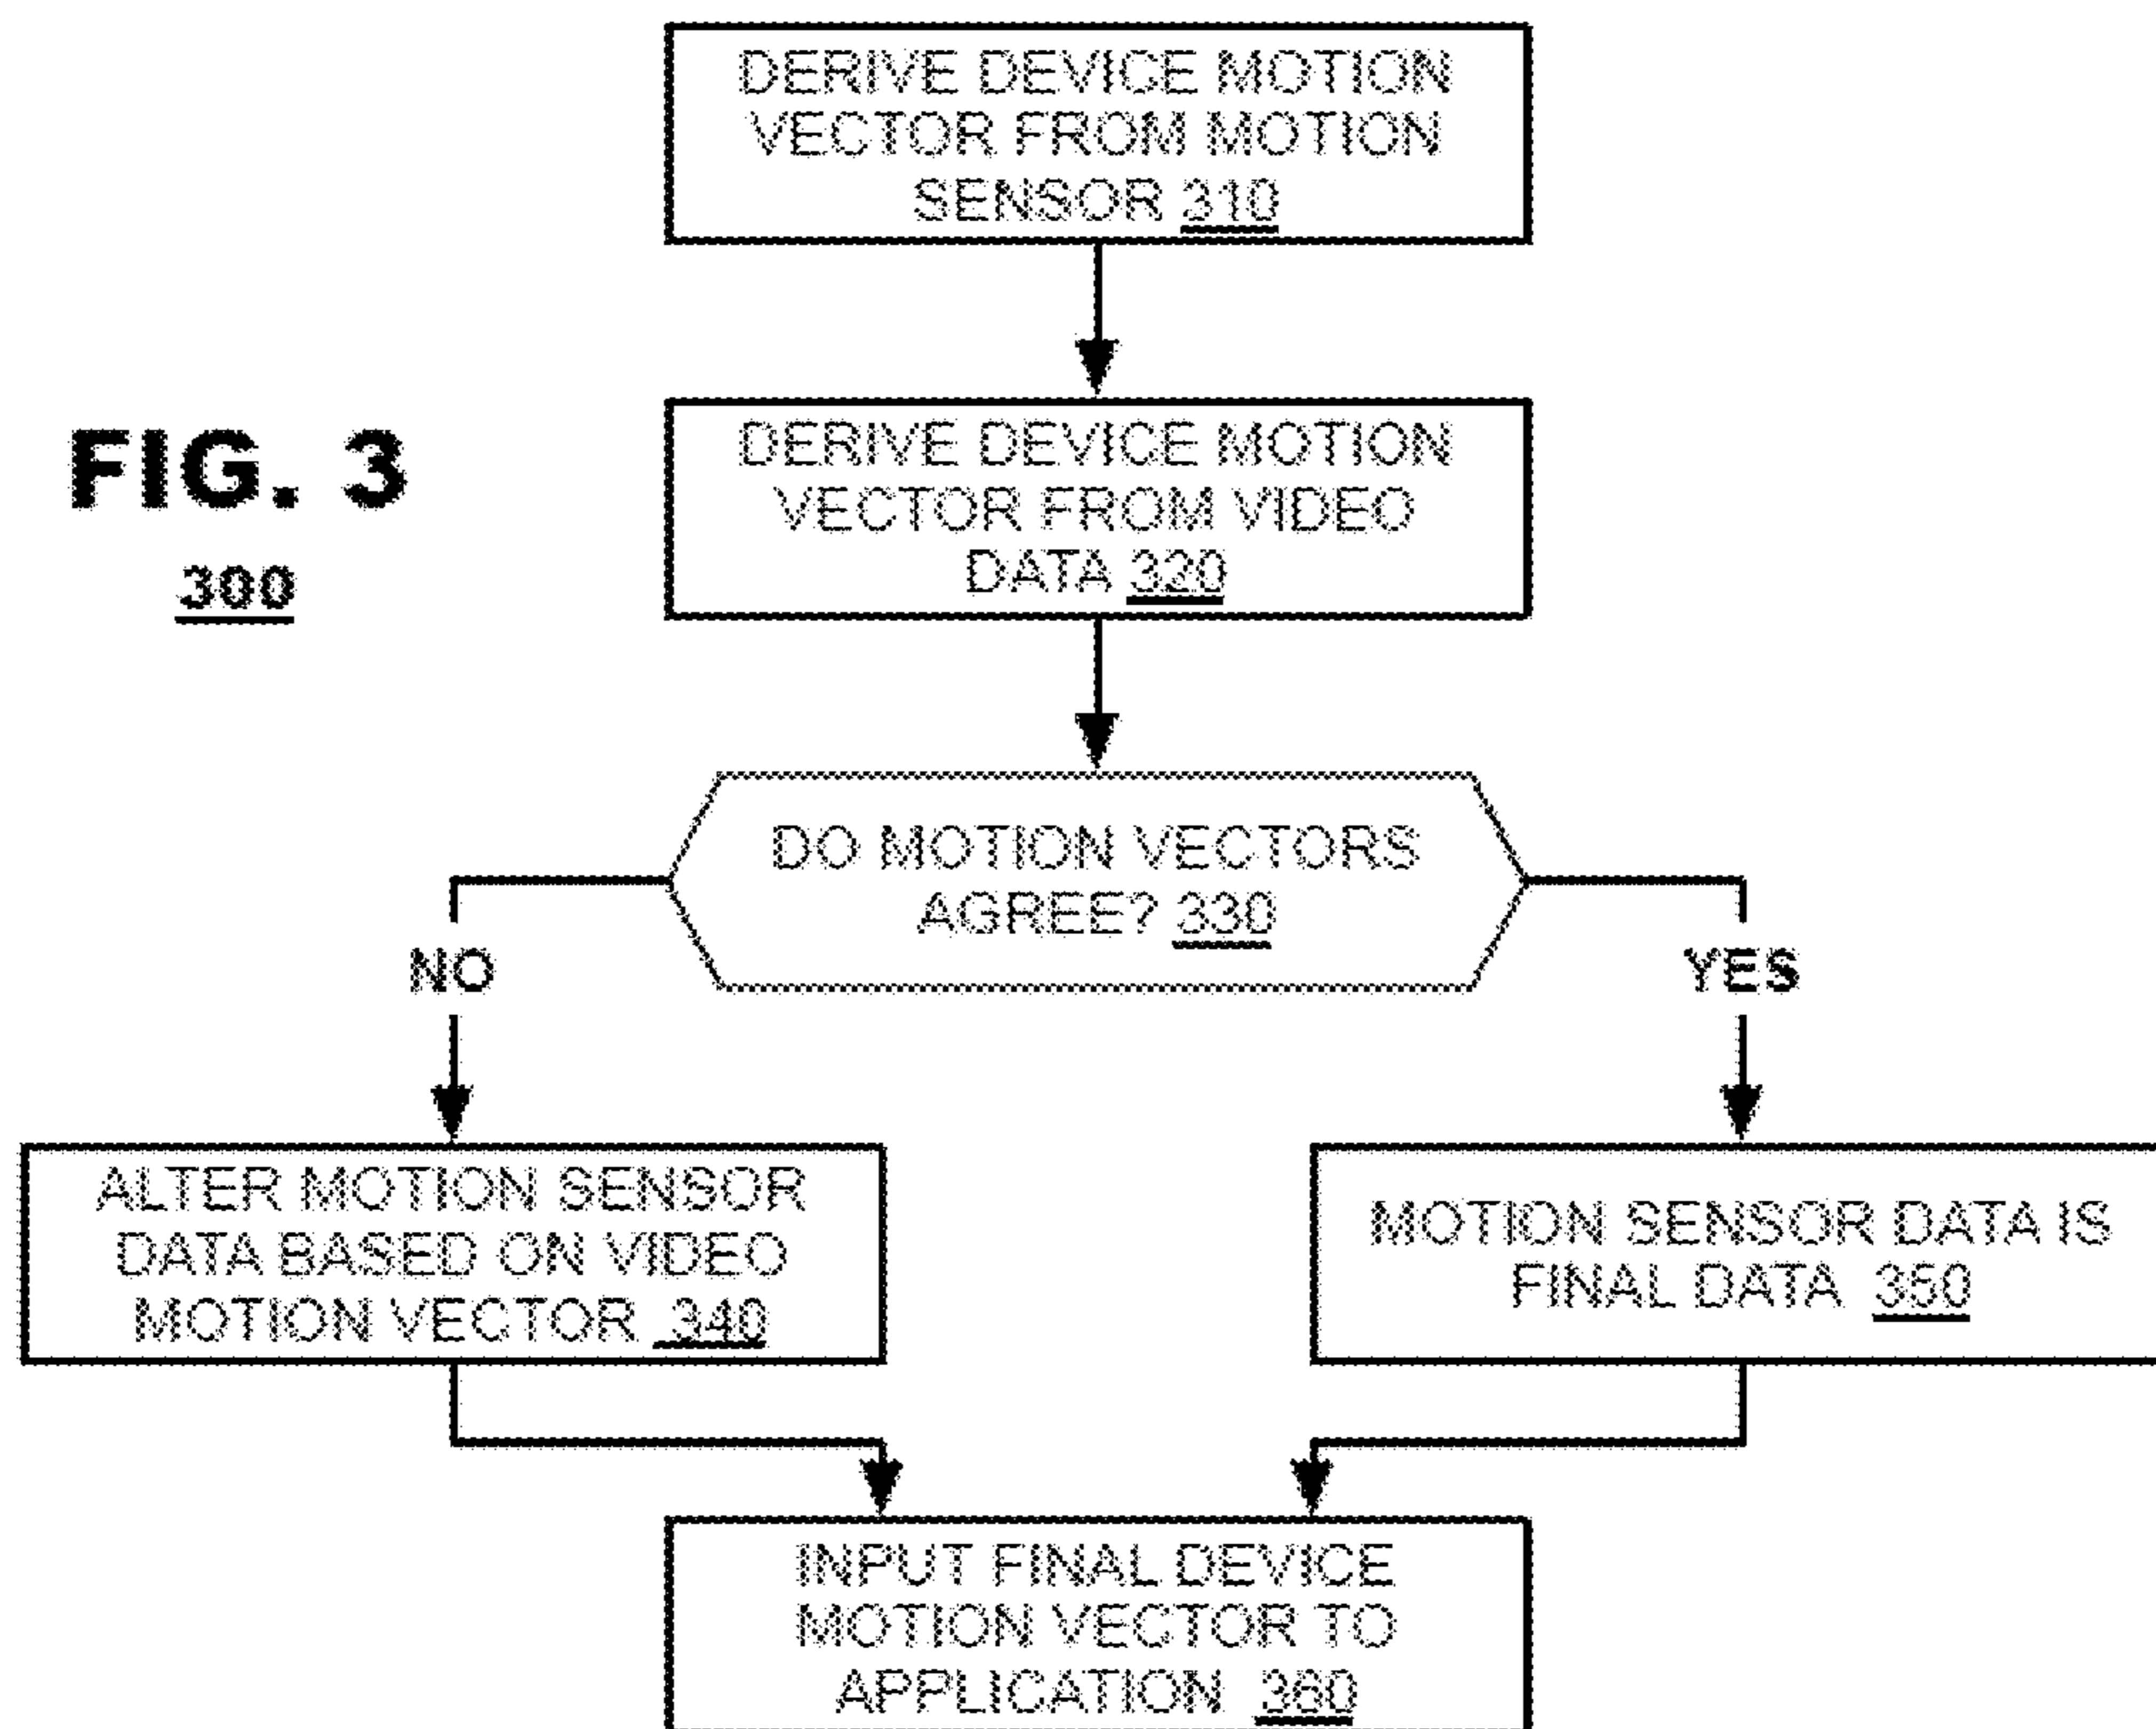 DERIVE DEVICE MOTION
VECTOR FROM MOTION
SENSOR 310
FIG. 3
300
DERIVE DEVICE MOTION
VECTOR FROM VIDEO
DATA 320
DO MOTION VECTORS
AGREE? 330
NO
YES
ALTER MOTION SENSOR
DATA BASED ON VIDEO
MOTION VECTOR 340
MOTION SENSOR DATA IS
FINAL DATA 350
INPUT FINAL DEVICE
MOTION VECTOR TO
APPLICATION 360